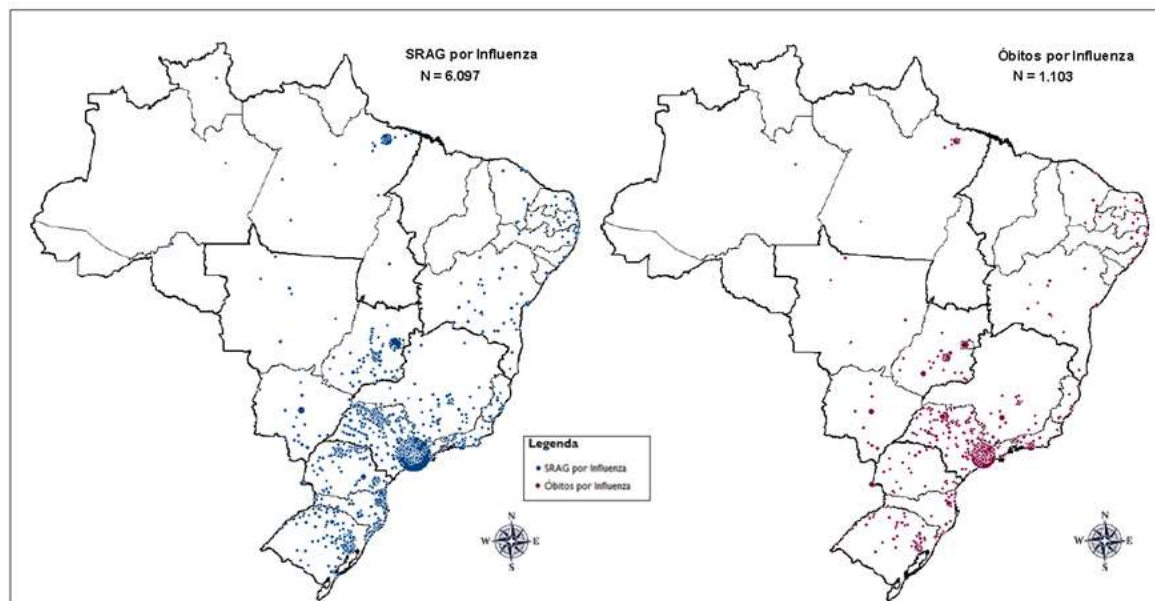 SRAG por Influenza
N = 6.097
Óbitos por Influenza
N = 1.103
Legenda
SRAG por Influenza
Óbitos por Influenza
N
W
E
S
N
W
E
S